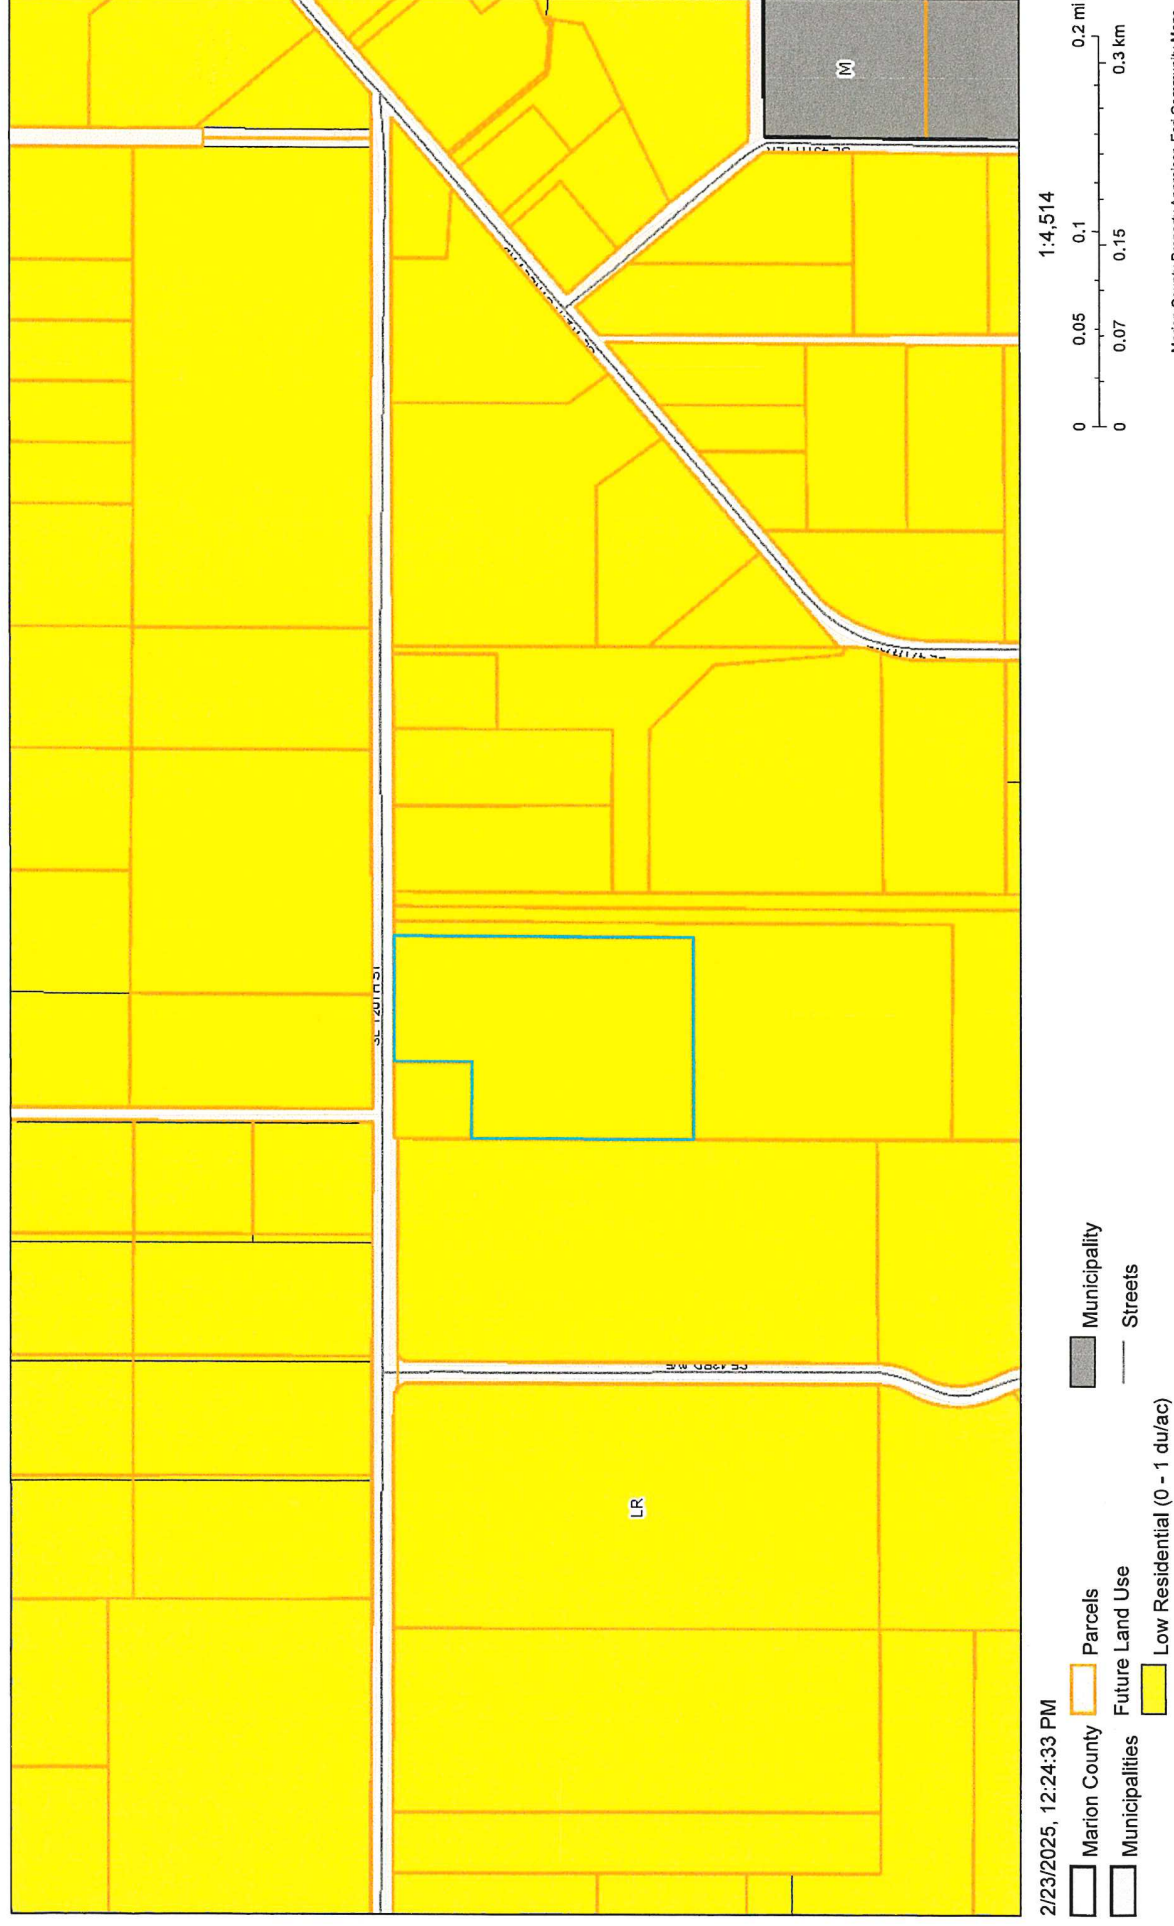 M
SE 120TH ST
LR
2/23/2025, 12:24:33 PM
1:4,514
0 0.05 0.1 0.2 mi
0 0.07 0.15 0.3 km
Marion County
Municipalities
Parcels
Future Land Use
Low Residential (0 - 1 du/ac)
Municipality
Streets